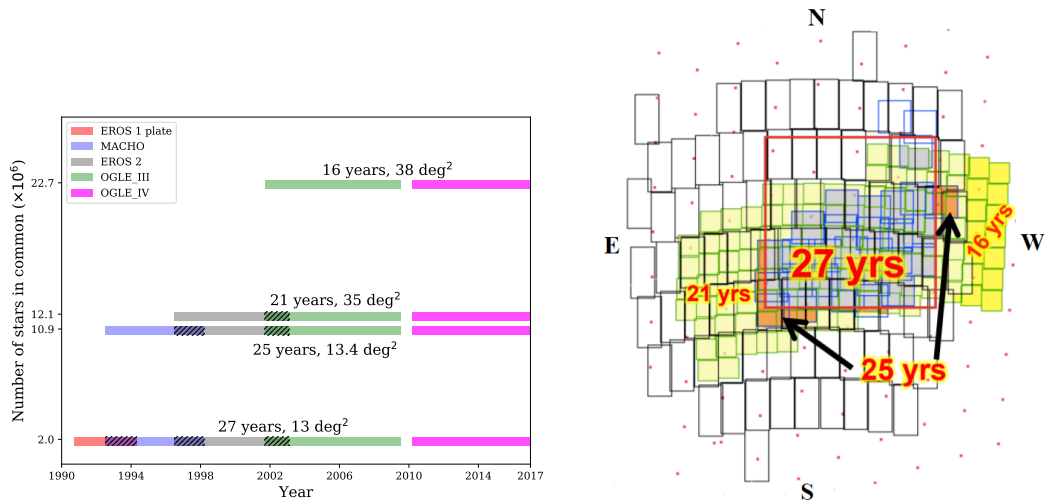 Number of stars in common (×10⁶)
EROS 1 plate
MACHO
EROS 2
OGLE_III
OGLE_IV
22.7
12.1
10.9
2.0
16 years, 38 deg²
21 years, 35 deg²
25 years, 13.4 deg²
27 years, 13 deg²
1990
1994
1998
2002
2006
2010
2014
2017
Year
N
E
W
S
27 yrs
21 yrs
16 yrs
25 yrs